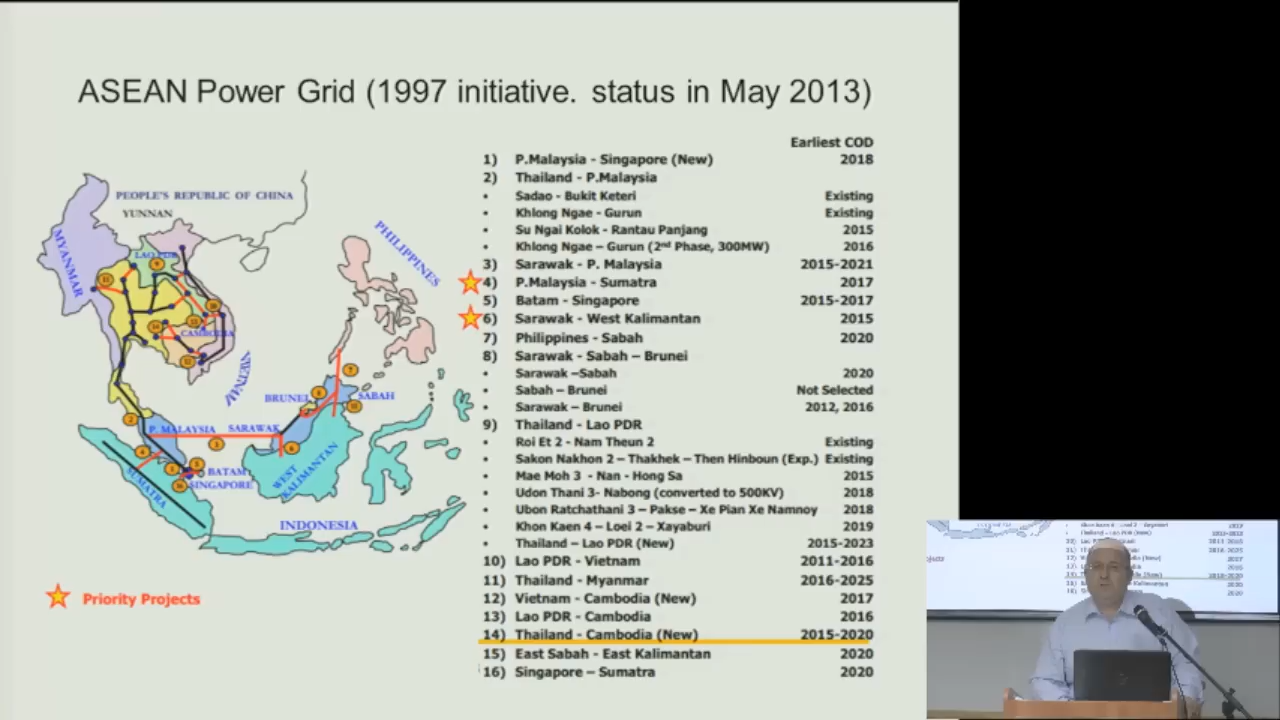 ASEAN Power Grid (1997 initiative. status in May 2013)
Earliest COD
1) P.Malaysia - Singapore (New) 2018
2) Thailand - P.Malaysia
• Sadao - Bukit Keteri Existing
• Khlong Ngae - Gurun Existing
• Su Ngai Kolok - Rantau Panjang 2015
• Khlong Ngae – Gurun (2nd Phase, 300MW) 2016
3) Sarawak - P. Malaysia 2015-2021
4) P.Malaysia - Sumatra 2017
5) Batam - Singapore 2015-2017
6) Sarawak - West Kalimantan 2015
7) Philippines - Sabah 2020
8) Sarawak - Sabah – Brunei
• Sarawak –Sabah 2020
• Sabah – Brunei Not Selected
• Sarawak – Brunei 2012, 2016
9) Thailand - Lao PDR
• Roi Et 2 - Nam Theun 2 Existing
• Sakon Nakhon 2 – Thakhek – Then Hinboun (Exp.) Existing
• Mae Moh 3 - Nan - Hong Sa 2015
• Udon Thani 3- Nabong (converted to 500KV) 2018
• Ubon Ratchathani 3 – Pakse – Xe Pian Xe Namnoy 2018
• Khon Kaen 4 – Loei 2 – Xayaburi 2019
• Thailand – Lao PDR (New) 2015-2023
10) Lao PDR - Vietnam 2011-2016
11) Thailand - Myanmar 2016-2025
12) Vietnam - Cambodia (New) 2017
13) Lao PDR - Cambodia 2016
14) Thailand - Cambodia (New) 2015-2020
15) East Sabah - East Kalimantan 2020
16) Singapore – Sumatra 2020
PEOPLE'S REPUBLIC OF CHINA
YUNNAN
MYANMAR
LAO PDR
CAMBODIA
VIETNAM
PHILIPPINES
BRUNEI
SABAH
P. MALAYSIA
SARAWAK
BATAM
SINGAPORE
SUMATRA
WEST
KALIMANTAN
INDONESIA
Priority Projects